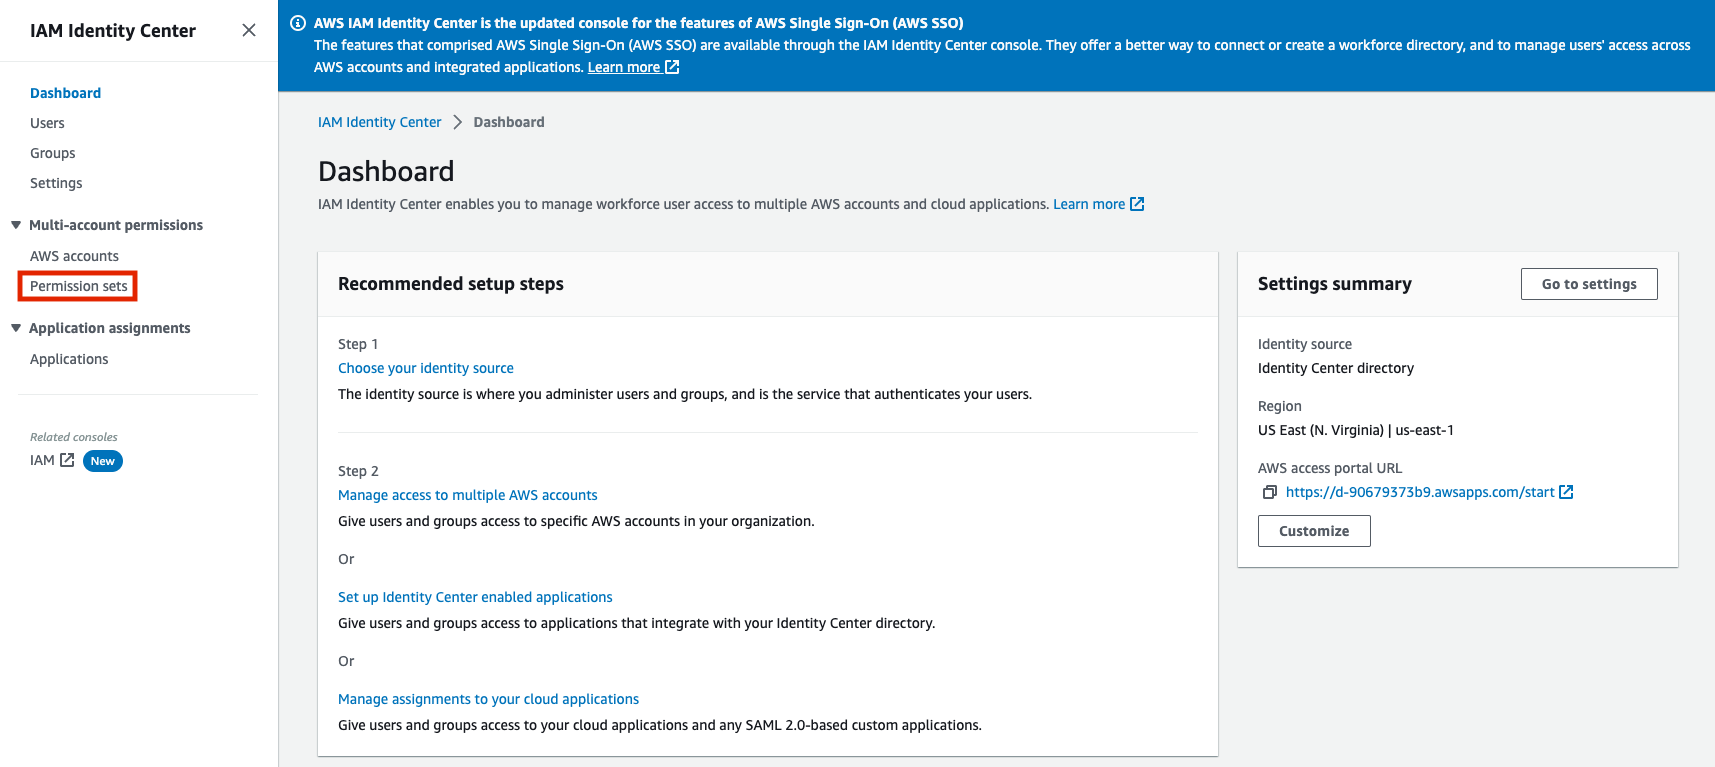 IAM Identity Center
Dashboard
Users
Groups
Settings
Multi-account permissions
AWS accounts
Permission sets
Application assignments
Applications
Related consoles
IAM New
AWS IAM Identity Center is the updated console for the features of AWS Single Sign-On (AWS SSO)
The features that comprised AWS Single Sign-On (AWS SSO) are available through the IAM Identity Center console. They offer a better way to connect or create a workforce directory, and to manage users' access across
AWS accounts and integrated applications. Learn more
IAM Identity Center Dashboard
Dashboard
IAM Identity Center enables you to manage workforce user access to multiple AWS accounts and cloud applications. Learn more
Recommended setup steps
Step 1
Choose your identity source
The identity source is where you administer users and groups, and is the service that authenticates your users.
Step 2
Manage access to multiple AWS accounts
Give users and groups access to specific AWS accounts in your organization.
Or
Set up Identity Center enabled applications
Give users and groups access to applications that integrate with your Identity Center directory.
Or
Manage assignments to your cloud applications
Give users and groups access to your cloud applications and any SAML 2.0-based custom applications.
Settings summary
Go to settings
Identity source
Identity Center directory
Region
US East (N. Virginia) | us-east-1
AWS access portal URL
https://d-90679373b9.awsapps.com/start
Customize